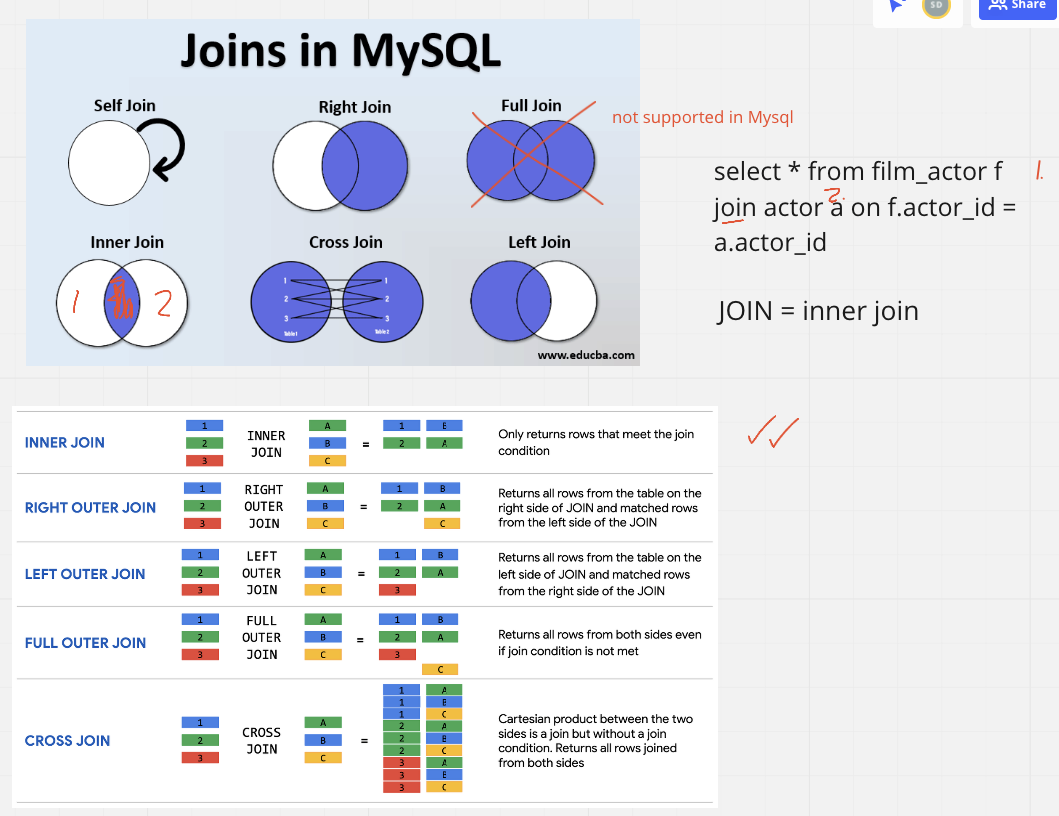 SD
Share
Joins in MySQL
Self Join
Right Join
Full Join
not supported in Mysql
Inner Join
Cross Join
Left Join
1 2
1 1
2 2
3 3
Table 1 Table 2
www.educba.com
select * from film_actor f
1.
join actor a on f.actor_id =
2.
a.actor_id
JOIN = inner join
INNER JOIN
1 A 1 B
2 INNER JOIN B = 2 A
3 C
Only returns rows that meet the join
condition
RIGHT OUTER JOIN
1 RIGHT A 1 B
2 OUTER B = 2 A
3 JOIN C C
Returns all rows from the table on the
right side of JOIN and matched rows
from the left side of the JOIN
LEFT OUTER JOIN
1 LEFT A 1 B
2 OUTER B = 2 A
3 JOIN C 3
Returns all rows from the table on the
left side of JOIN and matched rows
from the right side of the JOIN
FULL OUTER JOIN
1 FULL A 1 B
2 OUTER B = 2 A
3 JOIN C 3
C
Returns all rows from both sides even
if join condition is not met
CROSS JOIN
1 A
2 CROSS JOIN B =
3 C
1 A
1 B
1 C
2 A
2 B
2 C
3 A
3 B
3 C
Cartesian product between the two
sides is a join but without a join
condition. Returns all rows joined
from both sides